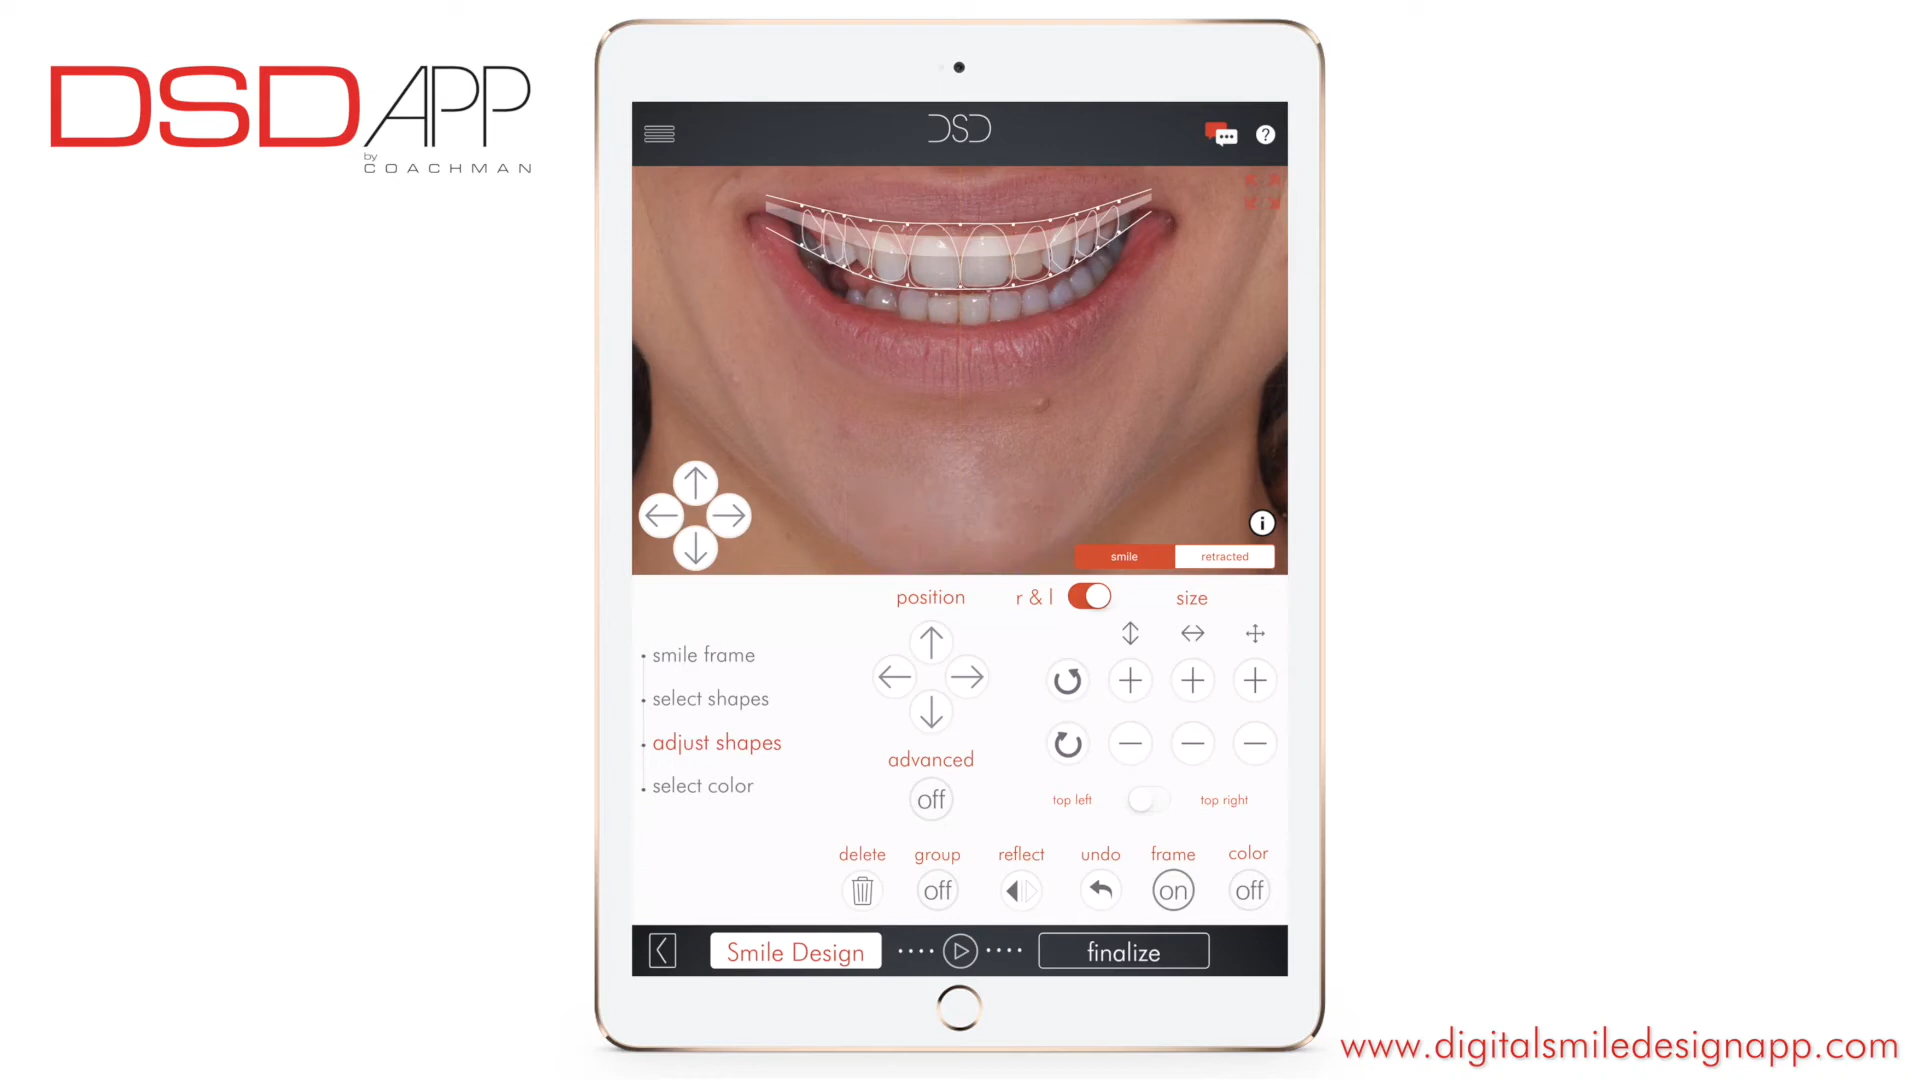 DSDAPP
by
COACHMAN
DSD
?
i
smile retracted
position r & l size
smile frame
select shapes
adjust shapes
select color
advanced
off
top left top right
delete group reflect undo frame color
off on off
Smile Design finalize
www.digitalsmiledesignapp.com